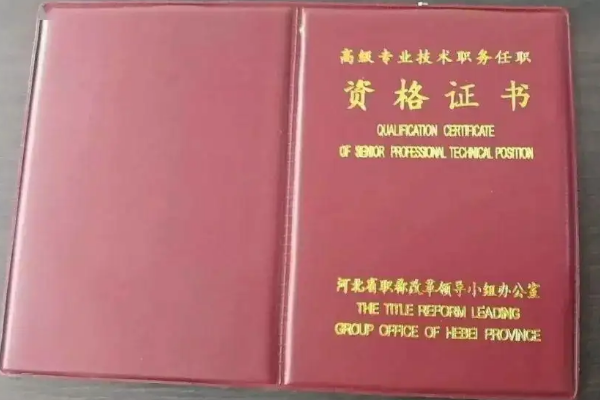 高级专业技术职务任职
资格证书
QUALIFICATION CERTIFICATE
OF SENIOR PROFESSIONAL TECHNICAL POSITION
河北省职称改革领导小组办公室
THE TITLE REFORM LEADING
GROUP OFFICE OF HEBEI PROVINCE